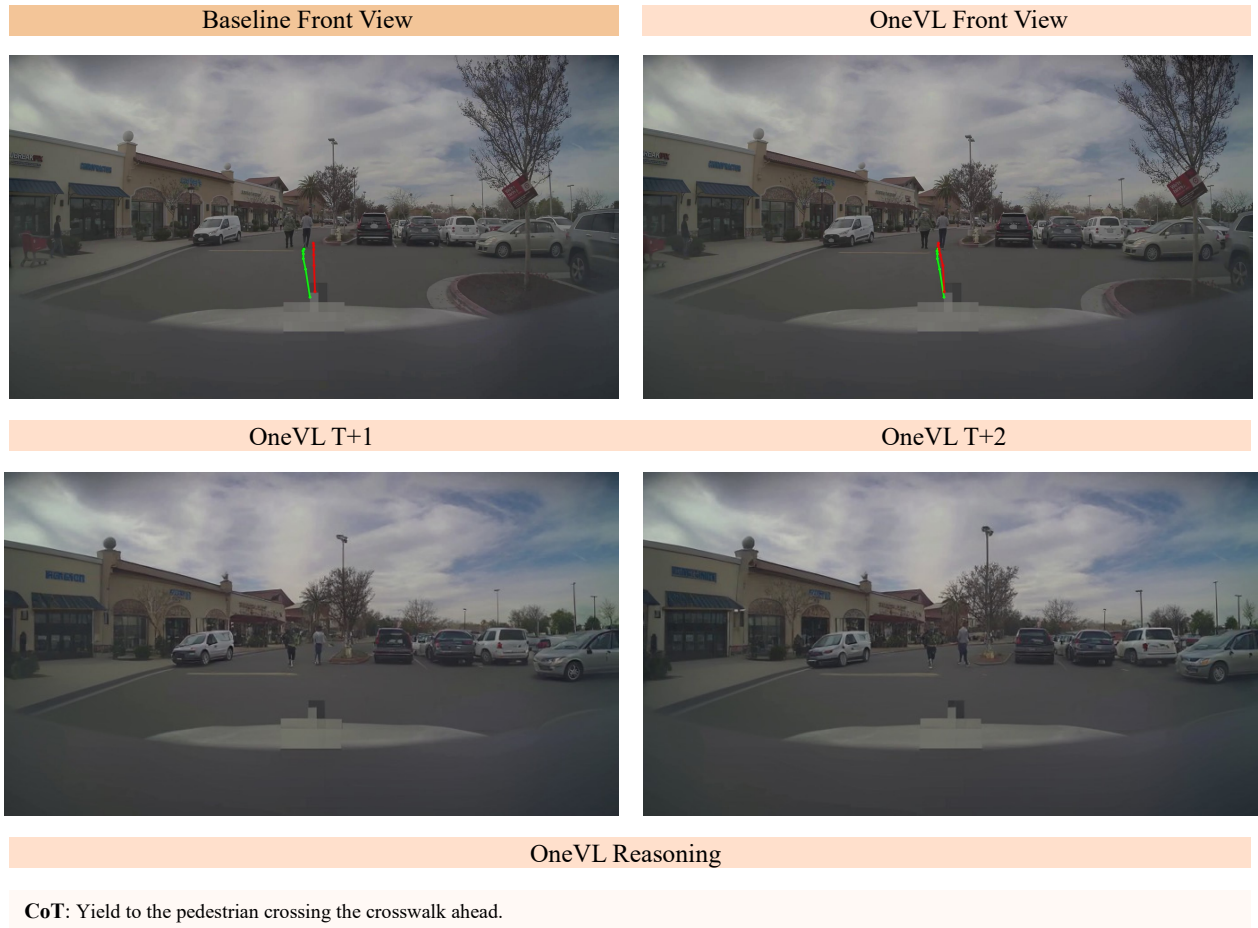 Baseline Front View
OneVL Front View
OneVL T+1
OneVL T+2
OneVL Reasoning
CoT: Yield to the pedestrian crossing the crosswalk ahead.